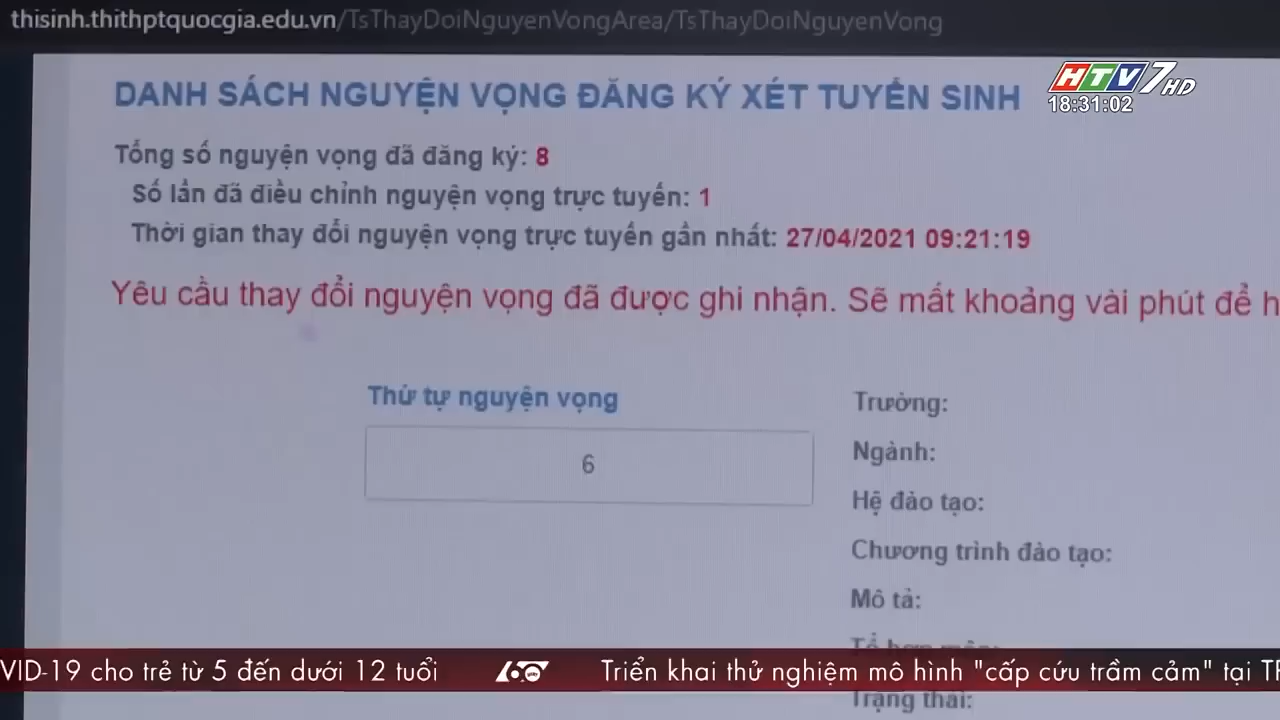 thisinh.thithptquocgia.edu.vn/TsThayDoiNguyenVongArea/TsThayDoiNguyenVong
HTV7 HD
18:31:02
DANH SÁCH NGUYỆN VỌNG ĐĂNG KÝ XÉT TUYỂN SINH
Tổng số nguyện vọng đã đăng ký: 8
Số lần đã điều chỉnh nguyện vọng trực tuyến: 1
Thời gian thay đổi nguyện vọng trực tuyến gần nhất: 27/04/2021 09:21:19
Yêu cầu thay đổi nguyện vọng đã được ghi nhận. Sẽ mất khoảng vài phút để h
Thứ tự nguyện vọng
6
Trường:
Ngành:
Hệ đào tạo:
Chương trình đào tạo:
Mô tả:
Tổ hợp môn:
VID-19 cho trẻ từ 5 đến dưới 12 tuổi
60
Triển khai thử nghiệm mô hình "cấp cứu trầm cảm" tại TP
Trạng thái: